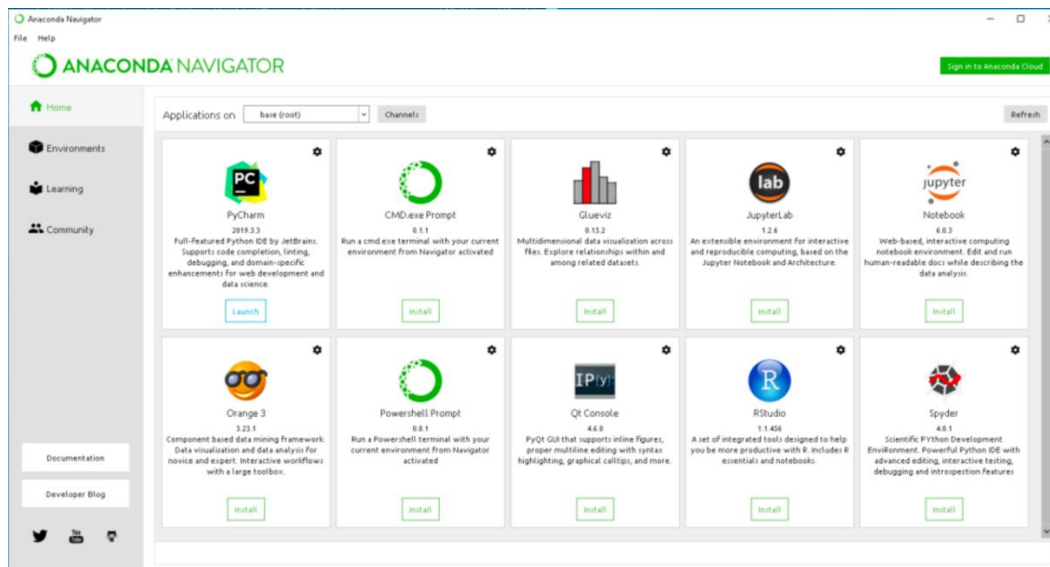 Anaconda Navigator
File Help
ANACONDA NAVIGATOR
Sign in to Anaconda Cloud
Home
Environments
Learning
Community
Documentation
Developer Blog
You
Tube
Applications on base (root) Channels Refresh
PC
PyCharm
2019.3.3
Full-featured Python IDE by JetBrains.
Supports code completion, linting,
debugging, and domain-specific
enhancements for web development and
data science.
Launch
CMD.exe Prompt
0.1.1
Run a cmd.exe terminal with your current
environment from Navigator activated
Install
Glueviz
0.15.2
Multidimensional data visualization across
files. Explore relationships within and
among related datasets.
Install
lab
JupyterLab
1.2.6
An extensible environment for interactive
and reproducible computing, based on the
Jupyter Notebook and Architecture.
Install
jupyter
Notebook
6.0.3
Web-based, interactive computing
notebook environment. Edit and run
human-readable docs while describing the
data analysis.
Install
Orange 3
3.23.1
Component based data mining framework.
Data visualization and data analysis for
novice and expert. Interactive workflows
with a large toolbox.
Install
Powershell Prompt
0.0.1
Run a Powershell terminal with your
current environment from Navigator
activated
Install
IP[y]:
Qt Console
4.6.0
PyQt GUI that supports inline figures,
proper multiline editing with syntax
highlighting, graphical calltips, and more.
Install
R
RStudio
1.1.456
A set of integrated tools designed to help
you be more productive with R. Includes R
essentials and notebooks.
Install
Spyder
4.0.1
Scientific PYthon Development
EnviRonment. Powerful Python IDE with
advanced editing, interactive testing,
debugging and introspection features
Install